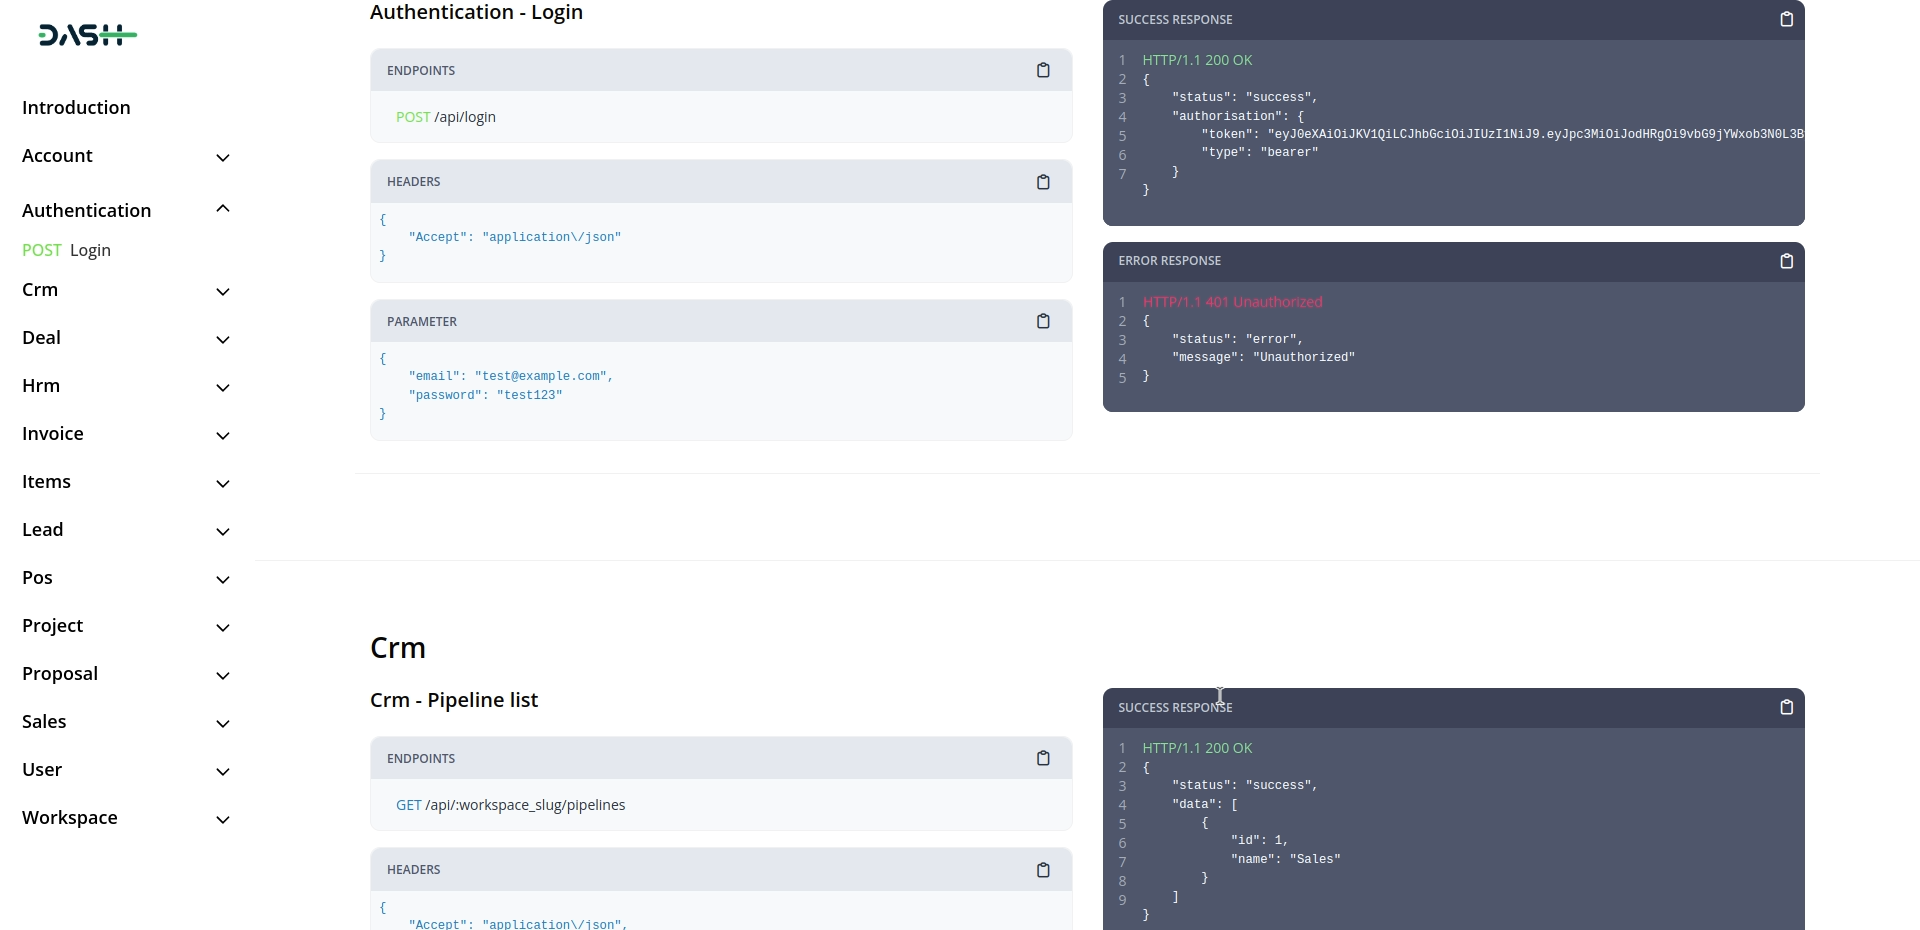 DASH
Introduction
Account
Authentication
POST Login
Crm
Deal
Hrm
Invoice
Items
Lead
Pos
Project
Proposal
Sales
User
Workspace
Authentication - Login
ENDPOINTS
POST /api/login
HEADERS
{
    "Accept": "application\/json"
}
PARAMETER
{
    "email": "test@example.com",
    "password": "test123"
}
SUCCESS RESPONSE
1 HTTP/1.1 200 OK
2 {
3     "status": "success",
4     "authorisation": {
5         "token": "eyJ0eXAiOiJKV1QiLCJhbGciOiJIUzI1NiJ9.eyJpc3MiOiJodHRgOi9vbG9jYWxob3N0L3B
6         "type": "bearer"
7     }
}
ERROR RESPONSE
1 HTTP/1.1 401 Unauthorized
2 {
3     "status": "error",
4     "message": "Unauthorized"
5 }
Crm
Crm - Pipeline list
ENDPOINTS
GET /api/:workspace_slug/pipelines
HEADERS
{
    "Accept": "application\/json",
SUCCESS RESPONSE
1 HTTP/1.1 200 OK
2 {
3     "status": "success",
4     "data": [
5         {
6             "id": 1,
7             "name": "Sales"
8         }
9     ]
}